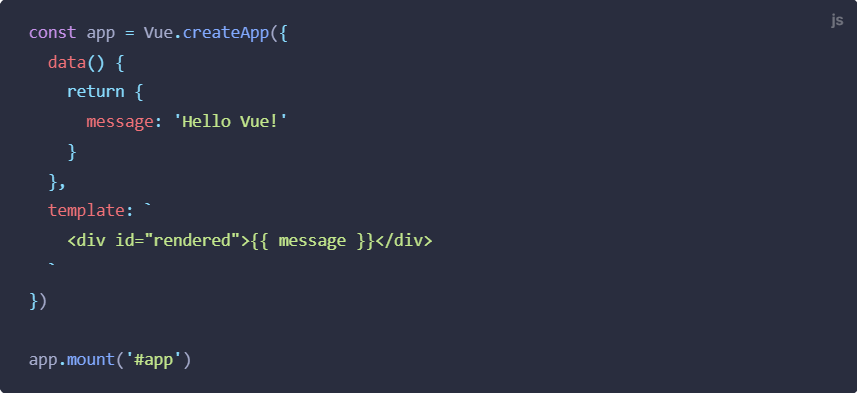 js
const app = Vue.createApp({
  data() {
    return {
      message: 'Hello Vue!'
    }
  },
  template: `
    <div id="rendered">{{ message }}</div>
  `
})

app.mount('#app')